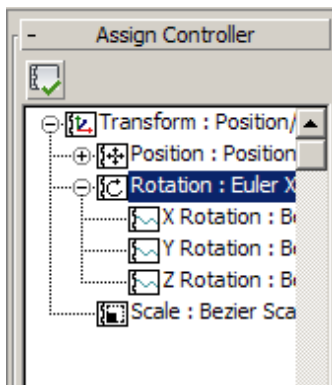 - Assign Controller
Transform : Position/
Position : Position
Rotation : Euler X
X Rotation : Be
Y Rotation : Be
Z Rotation : Be
Scale : Bezier Sca